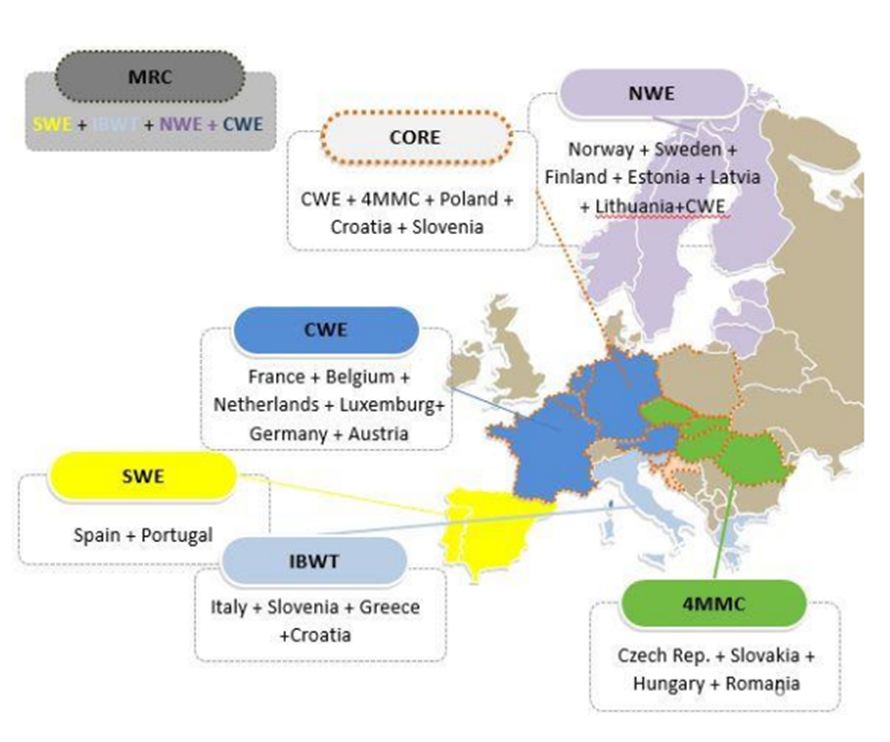 MRC
SWE + IBWT + NWE + CWE
CORE
CWE + 4MMC + Poland +
Croatia + Slovenia
NWE
Norway + Sweden +
Finland + Estonia + Latvia
+ Lithuania+CWE
CWE
France + Belgium +
Netherlands + Luxemburg+
Germany + Austria
SWE
Spain + Portugal
IBWT
Italy + Slovenia + Greece
+Croatia
4MMC
Czech Rep. + Slovakia +
Hungary + Romania